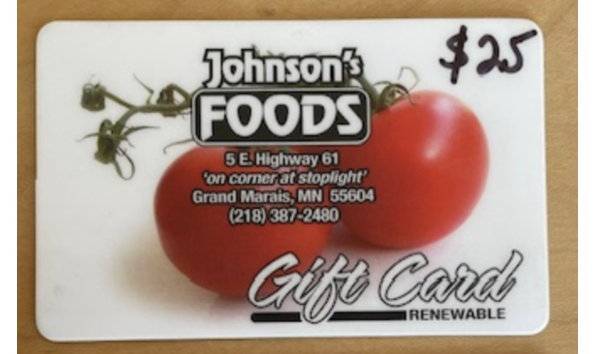 $25
Johnson's
FOODS
5 E. Highway 61
'on corner at stoplight'
Grand Marais, MN 55604
(218) 387-2480
Gift Card
RENEWABLE